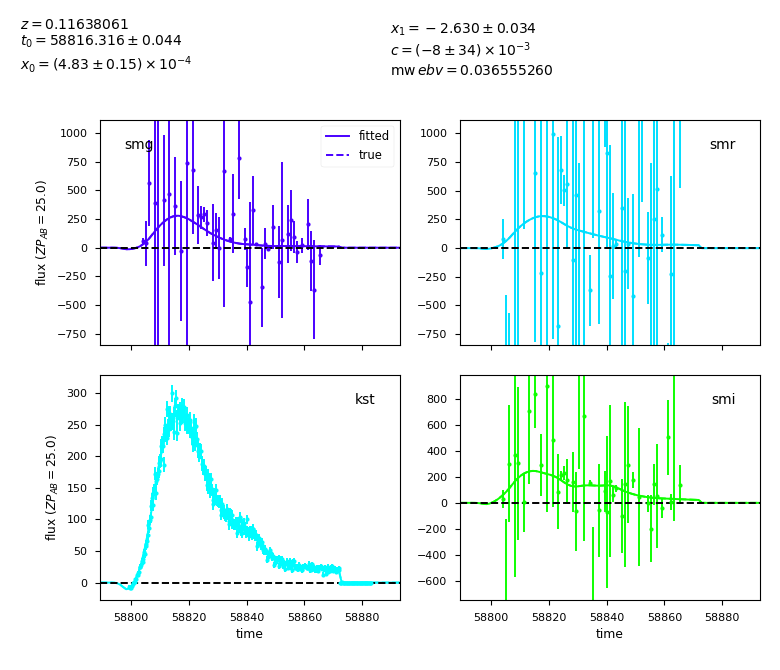 z = 0.11638061
t₀ = 58816.316 ± 0.044
x₀ = (4.83 ± 0.15) × 10⁻⁴
x₁ = −2.630 ± 0.034
c = (−8 ± 34) × 10⁻³
mw ebv = 0.036555260
smg
fitted
true
1000
750
500
250
0
−250
−500
−750
flux (ZP_AB = 25.0)
smr
1000
750
500
250
0
−250
−500
−750
kst
300
250
200
150
100
50
0
flux (ZP_AB = 25.0)
58800 58820 58840 58860 58880
time
smi
800
600
400
200
0
−200
−400
−600
58800 58820 58840 58860 58880
time